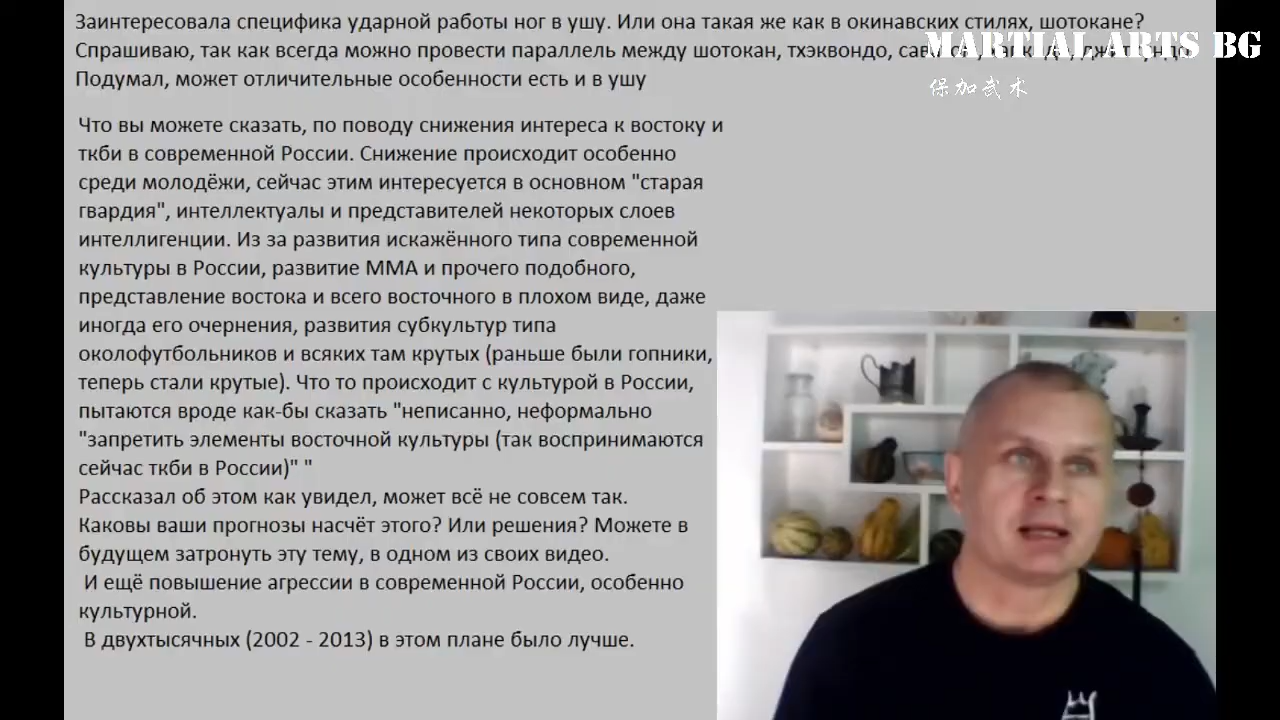 Заинтересовала специфика ударной работы ног в ушу. Или она такая же как в окинавских стилях, шотокане?
Спрашиваю, так как всегда можно провести параллель между шотокан, тхэквондо,
MARTIAL ARTS BG
Подумал, может отличительные особенности есть и в ушу
保加武术
Что вы можете сказать, по поводу снижения интереса к востоку и
ткби в современной России. Снижение происходит особенно
среди молодёжи, сейчас этим интересуется в основном "старая
гвардия", интеллектуалы и представителей некоторых слоев
интеллигенции. Из за развития искажённого типа современной
культуры в России, развитие ММА и прочего подобного,
представление востока и всего восточного в плохом виде, даже
иногда его очернения, развития субкультур типа
околофутбольников и всяких там крутых (раньше были гопники,
теперь стали крутые). Что то происходит с культурой в России,
пытаются вроде как-бы сказать "неписанно, неформально
"запретить элементы восточной культуры (так воспринимаются
сейчас ткби в России)" "
Рассказал об этом как увидел, может всё не совсем так.
Каковы ваши прогнозы насчёт этого? Или решения? Можете в
будущем затронуть эту тему, в одном из своих видео.
И ещё повышение агрессии в современной России, особенно
культурной.
В двухтысячных (2002 - 2013) в этом плане было лучше.